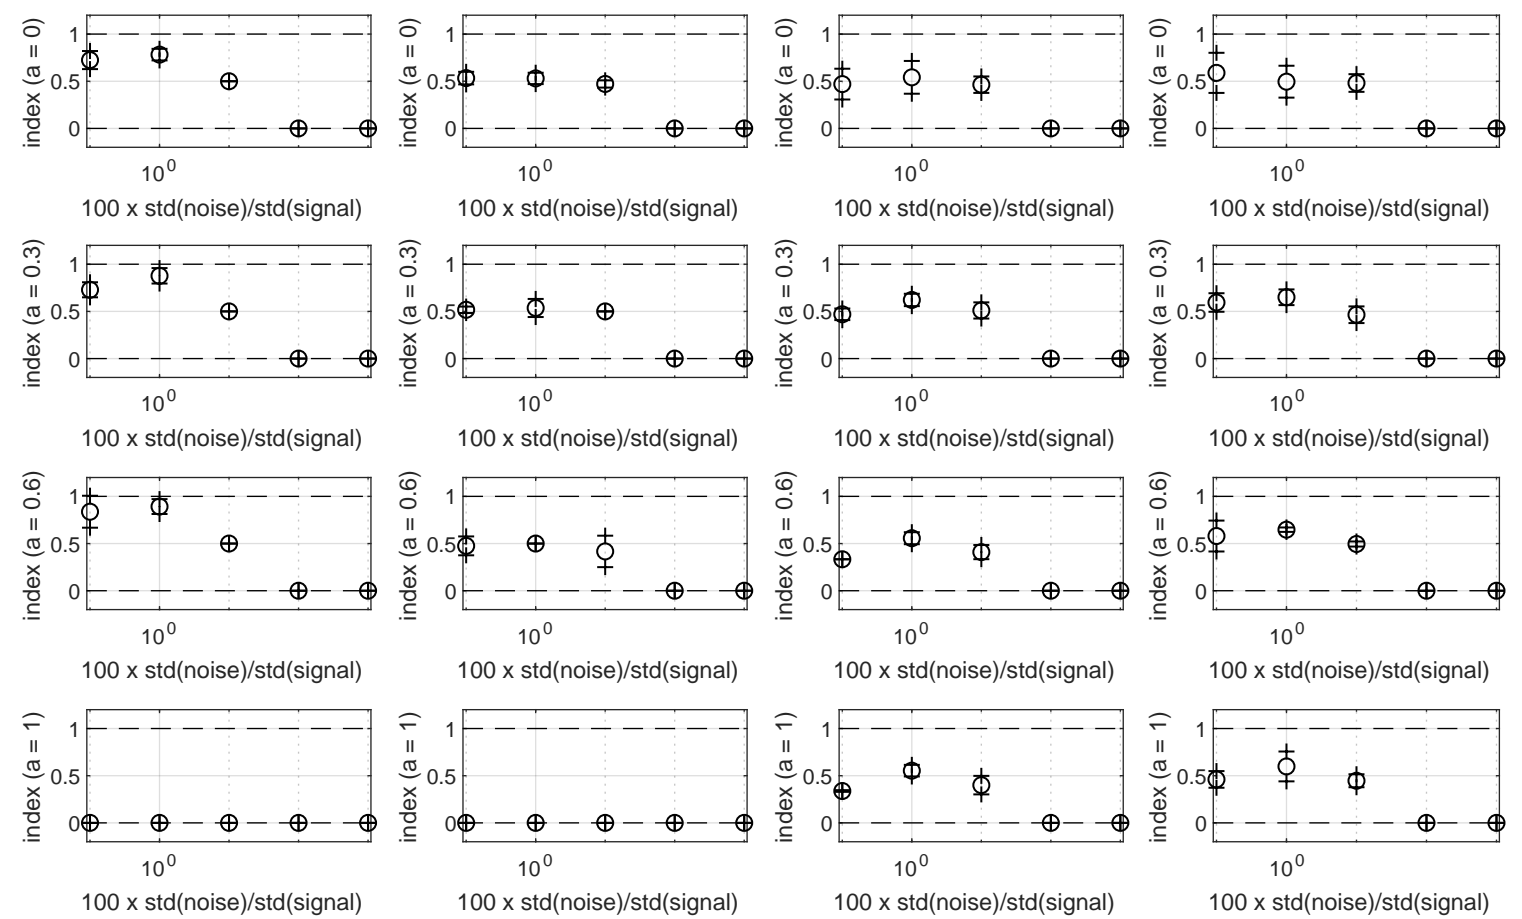 index (a = 0)
1
0.5
0
10^0
100 x std(noise)/std(signal)
index (a = 0)
1
0.5
0
10^0
100 x std(noise)/std(signal)
index (a = 0)
1
0.5
0
10^0
100 x std(noise)/std(signal)
index (a = 0)
1
0.5
0
10^0
100 x std(noise)/std(signal)
index (a = 0.3)
1
0.5
0
10^0
100 x std(noise)/std(signal)
index (a = 0.3)
1
0.5
0
10^0
100 x std(noise)/std(signal)
index (a = 0.3)
1
0.5
0
10^0
100 x std(noise)/std(signal)
index (a = 0.3)
1
0.5
0
10^0
100 x std(noise)/std(signal)
index (a = 0.6)
1
0.5
0
10^0
100 x std(noise)/std(signal)
index (a = 0.6)
1
0.5
0
10^0
100 x std(noise)/std(signal)
index (a = 0.6)
1
0.5
0
10^0
100 x std(noise)/std(signal)
index (a = 0.6)
1
0.5
0
10^0
100 x std(noise)/std(signal)
index (a = 1)
1
0.5
0
10^0
100 x std(noise)/std(signal)
index (a = 1)
1
0.5
0
10^0
100 x std(noise)/std(signal)
index (a = 1)
1
0.5
0
10^0
100 x std(noise)/std(signal)
index (a = 1)
1
0.5
0
10^0
100 x std(noise)/std(signal)